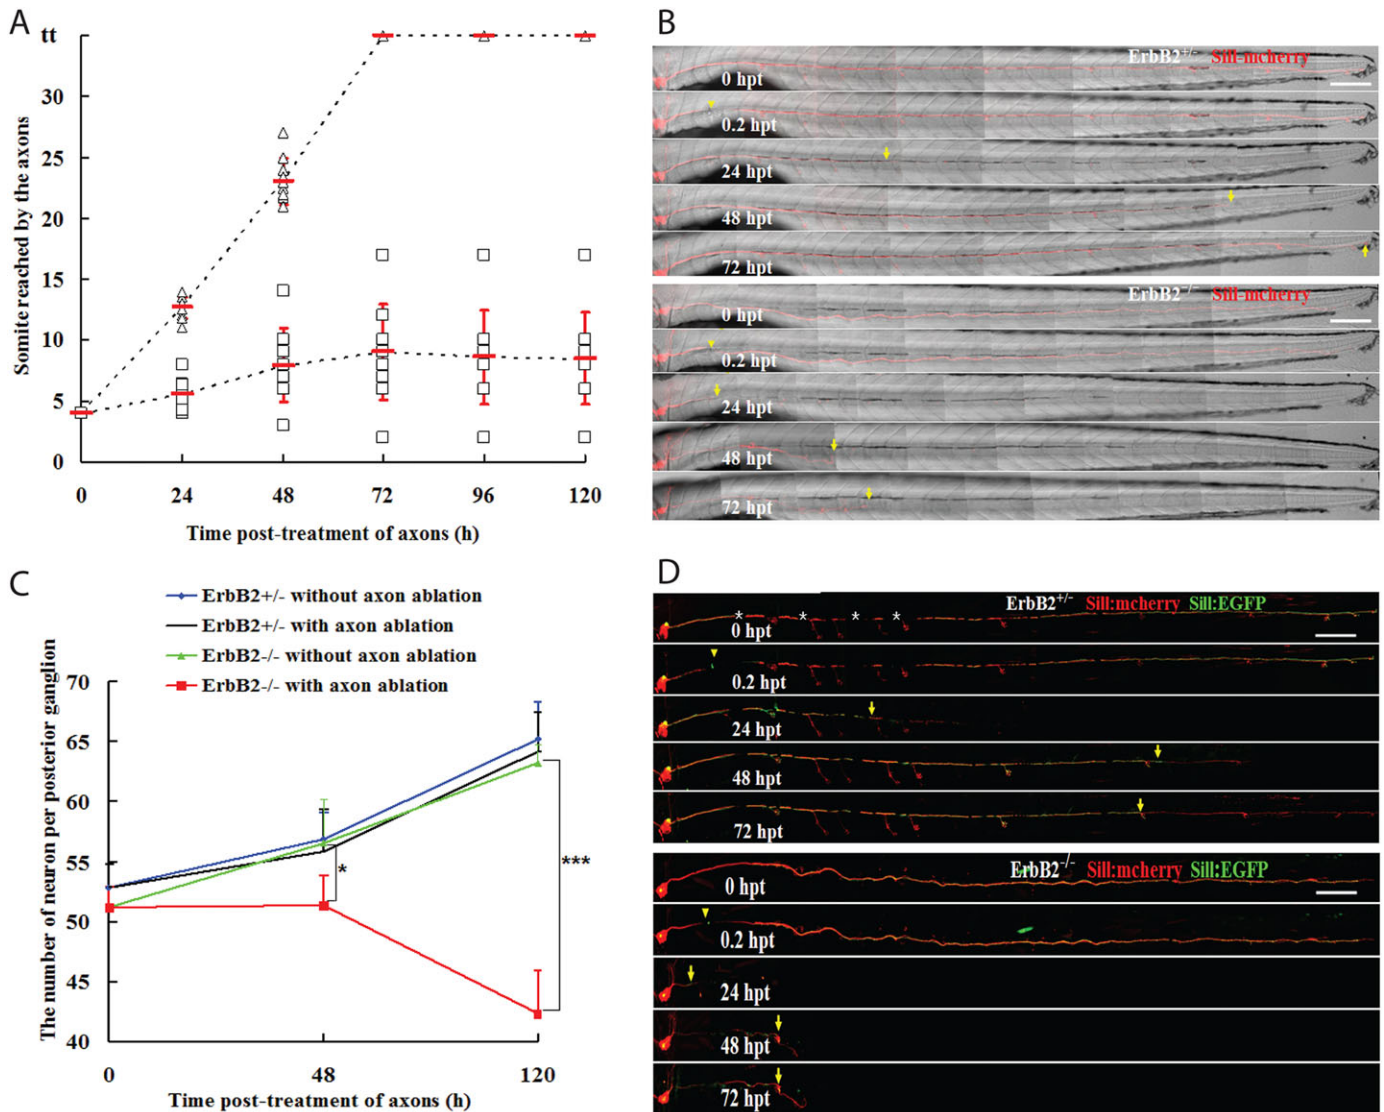 A
tt
30
25
20
15
10
5
0
0 24 48 72 96 120
Somite reached by the axons
Time post-treatment of axons (h)
B
ErbB2+/- Sill-mcherry
0 hpt
0.2 hpt
24 hpt
48 hpt
72 hpt
ErbB2-/- Sill-mcherry
0 hpt
0.2 hpt
24 hpt
48 hpt
72 hpt
C
ErbB2+/- without axon ablation
ErbB2+/- with axon ablation
ErbB2-/- without axon ablation
ErbB2-/- with axon ablation
70
65
60
55
50
45
40
*
***
0 48 120
The number of neuron per posterior ganglion
Time post-treatment of axons (h)
D
ErbB2+/- Sill:mcherry Sill:EGFP
* * * *
0 hpt
0.2 hpt
24 hpt
48 hpt
72 hpt
ErbB2-/- Sill:mcherry Sill:EGFP
0 hpt
0.2 hpt
24 hpt
48 hpt
72 hpt